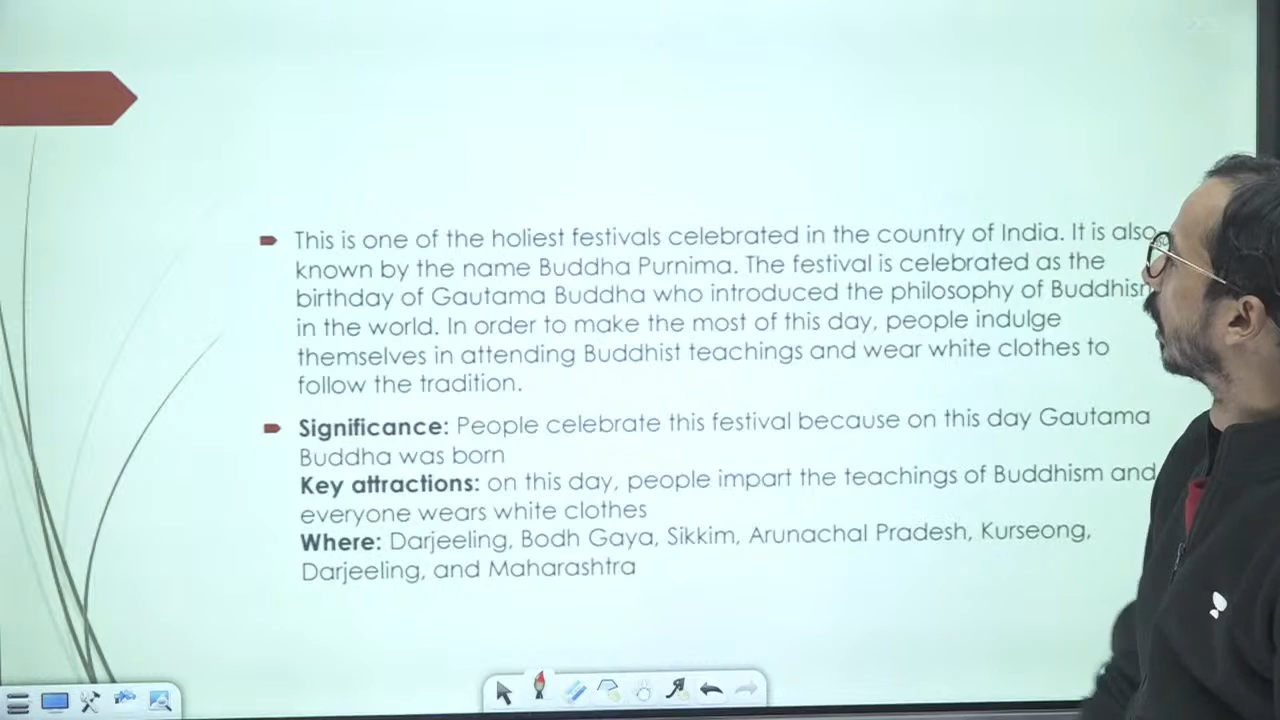 This is one of the holiest festivals celebrated in the country of India. It is also
known by the name Buddha Purnima. The festival is celebrated as the
birthday of Gautama Buddha who introduced the philosophy of Buddhism
in the world. In order to make the most of this day, people indulge
themselves in attending Buddhist teachings and wear white clothes to
follow the tradition.
Significance: People celebrate this festival because on this day Gautama
Buddha was born
Key attractions: on this day, people impart the teachings of Buddhism and
everyone wears white clothes
Where: Darjeeling, Bodh Gaya, Sikkim, Arunachal Pradesh, Kurseong,
Darjeeling, and Maharashtra